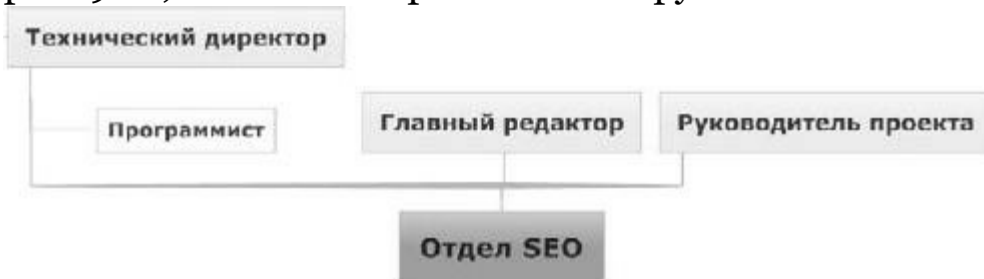 Технический директор
Программист
Главный редактор
Руководитель проекта
Отдел SEO